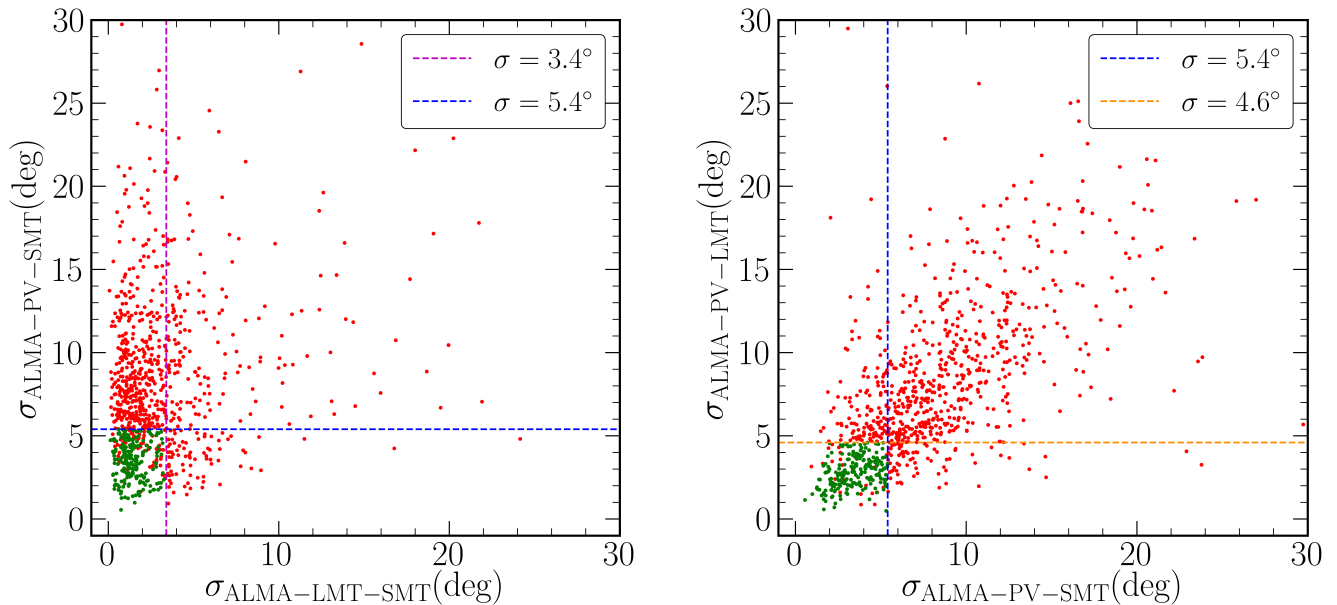 30
25
20
15
10
5
0
σALMA−PV−SMT(deg)
σ = 3.4°
σ = 5.4°
0
10
20
30
σALMA−LMT−SMT(deg)
30
25
20
15
10
5
0
σALMA−PV−LMT(deg)
σ = 5.4°
σ = 4.6°
0
10
20
30
σALMA−PV−SMT(deg)